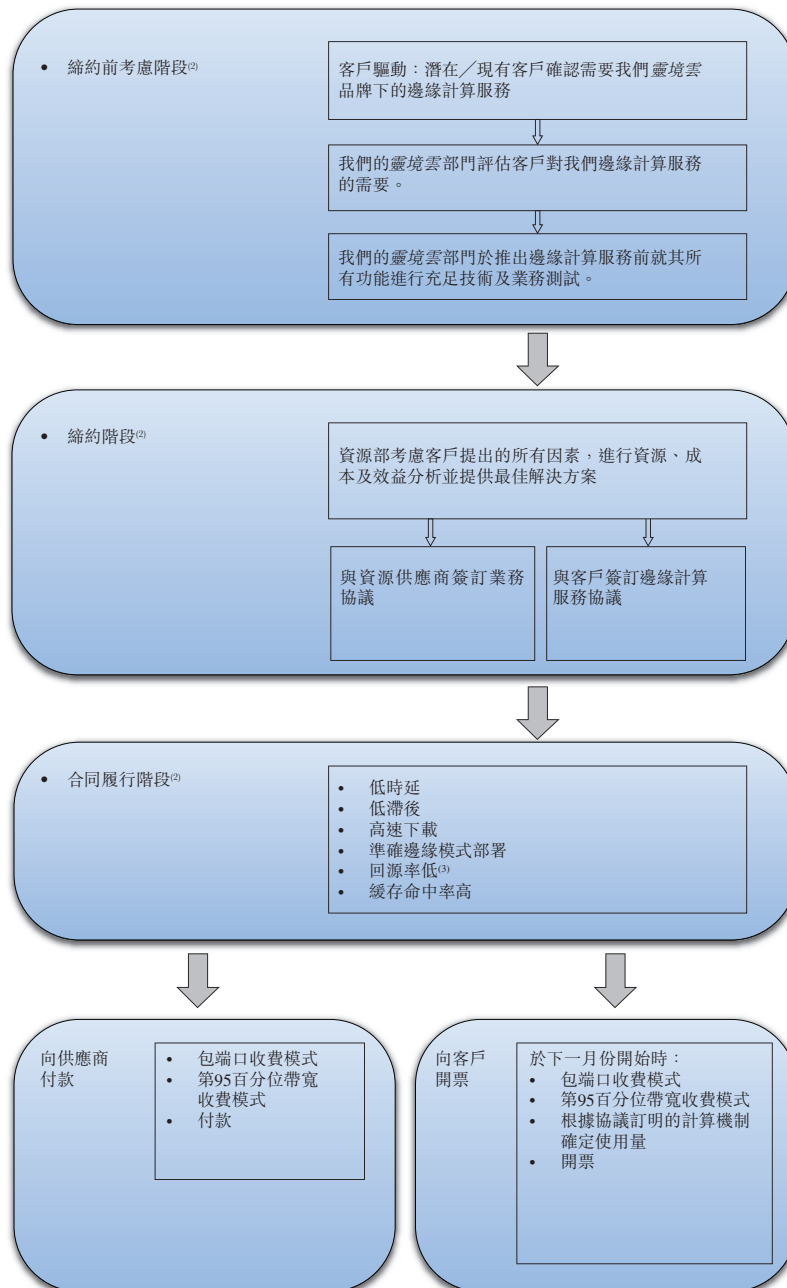 • 締約前考慮階段(2)
客戶驅動：潛在／現有客戶確認需要我們靈境雲
品牌下的邊緣計算服務
我們的靈境雲部門評估客戶對我們邊緣計算服務
的需要。
我們的靈境雲部門於推出邊緣計算服務前就其所
有功能進行充足技術及業務測試。
• 締約階段(2)
資源部考慮客戶提出的所有因素，進行資源、成
本及效益分析並提供最佳解決方案
與資源供應商簽訂業務
協議
與客戶簽訂邊緣計算
服務協議
• 合同履行階段(2)
• 低時延
• 低滯後
• 高速下載
• 準確邊緣模式部署
• 回源率低(3)
• 緩存命中率高
向供應商
付款
• 包端口收費模式
• 第95百分位帶寬
收費模式
• 付款
向客戶
開票
於下一月份開始時：
• 包端口收費模式
• 第95百分位帶寬收費模式
• 根據協議訂明的計算機制
確定使用量
• 開票